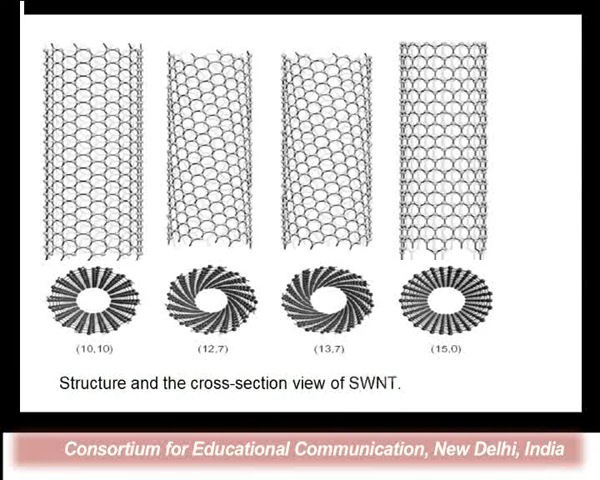 (10,10) (12,7) (13,7) (15,0)
Structure and the cross-section view of SWNT.
Consortium for Educational Communication, New Delhi, India